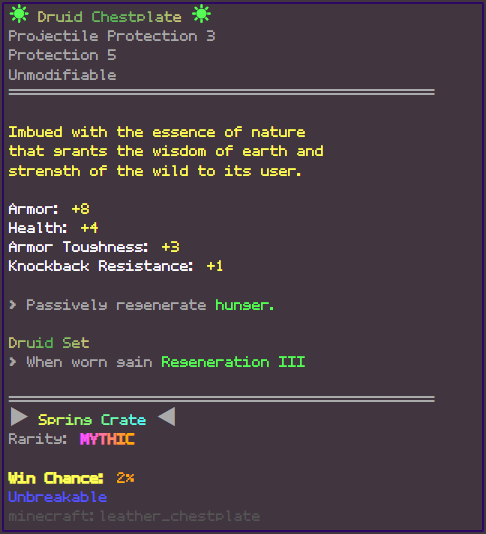 Druid Chestplate
Projectile Protection 3
Protection 5
Unmodifiable
Imbued with the essence of nature
that grants the wisdom of earth and
strength of the wild to its user.
Armor: +8
Health: +4
Armor Toughness: +3
Knockback Resistance: +1
> Passively regenerate hunger.
Druid Set
> When worn gain Regeneration III
Spring Crate
Rarity: MYTHIC
Win Chance: 2%
Unbreakable
minecraft:leather_chestplate